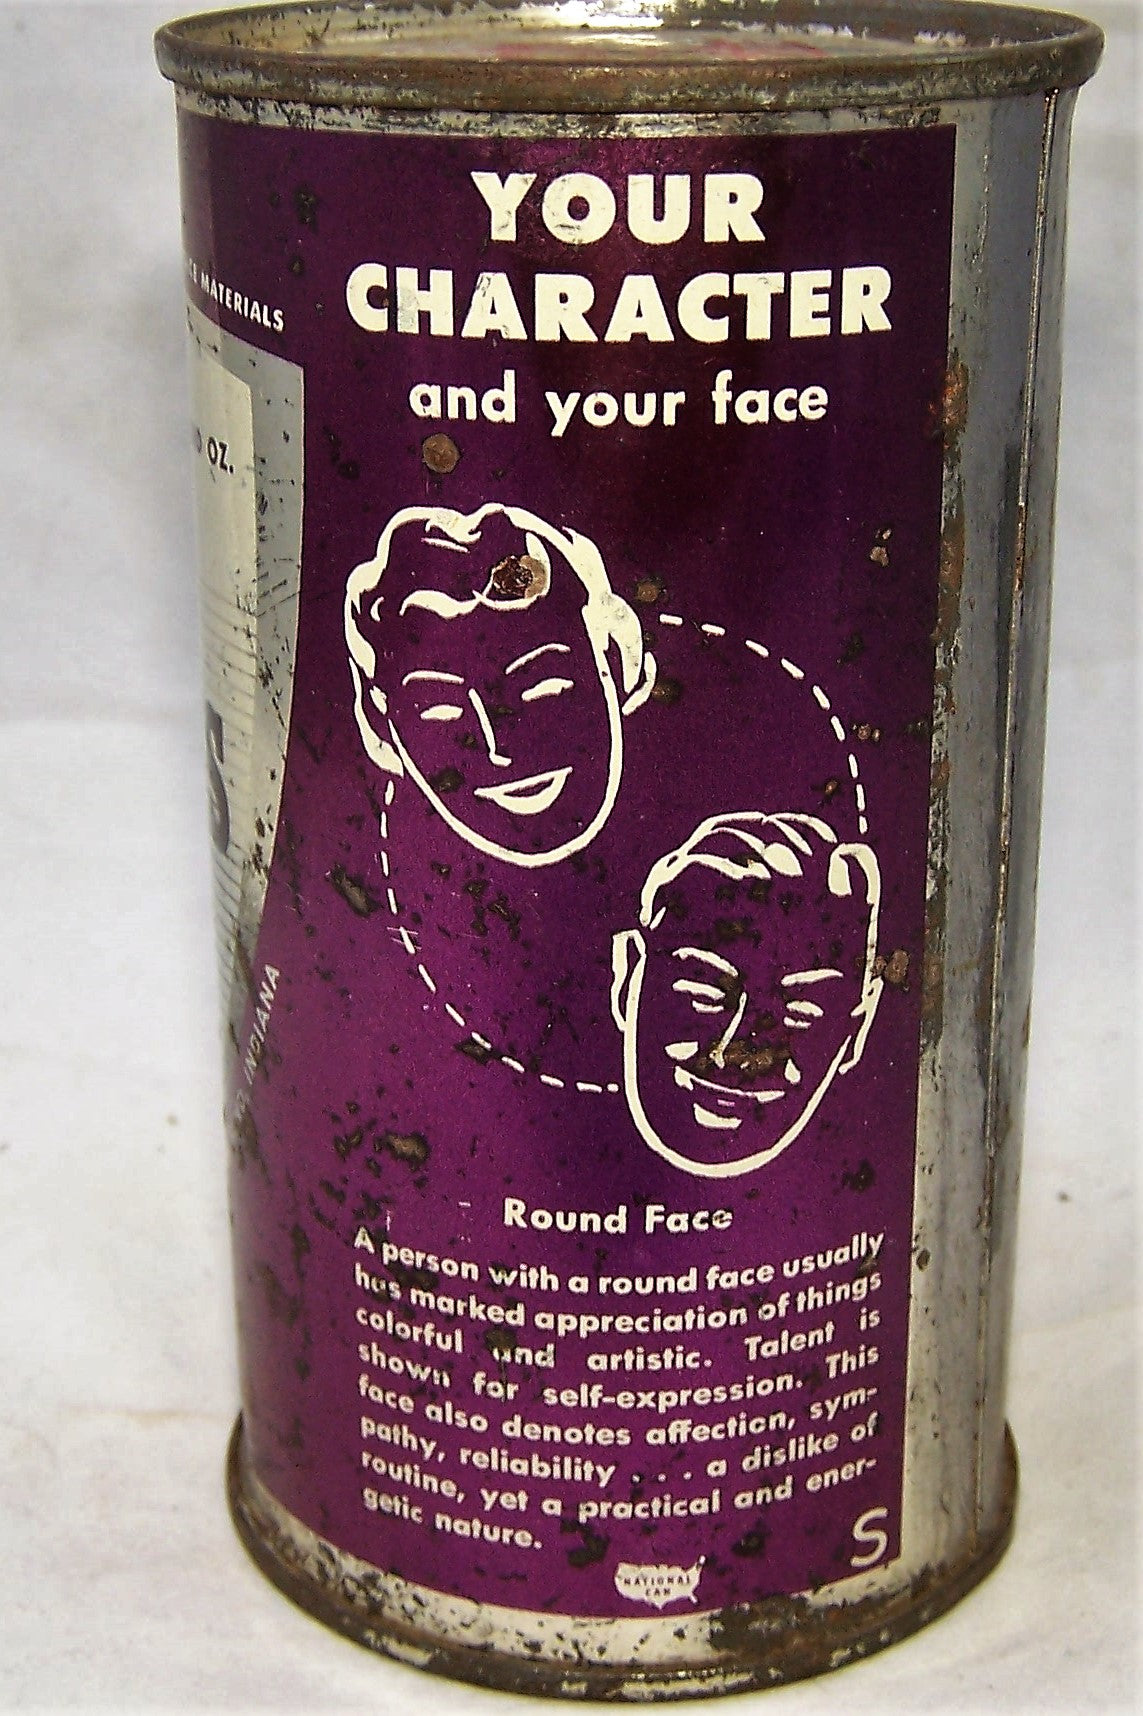 YOUR
CHARACTER
and your face
MATERIALS
OZ.
S
INDIANA
Round Face
A person with a round face usually
has marked appreciation of things
colorful and artistic. Talent is
shown for self-expression. This
face also denotes affection, sym-
pathy, reliability . . . a dislike of
routine, yet a practical and ener-
getic nature.
S
NATIONAL
CAN